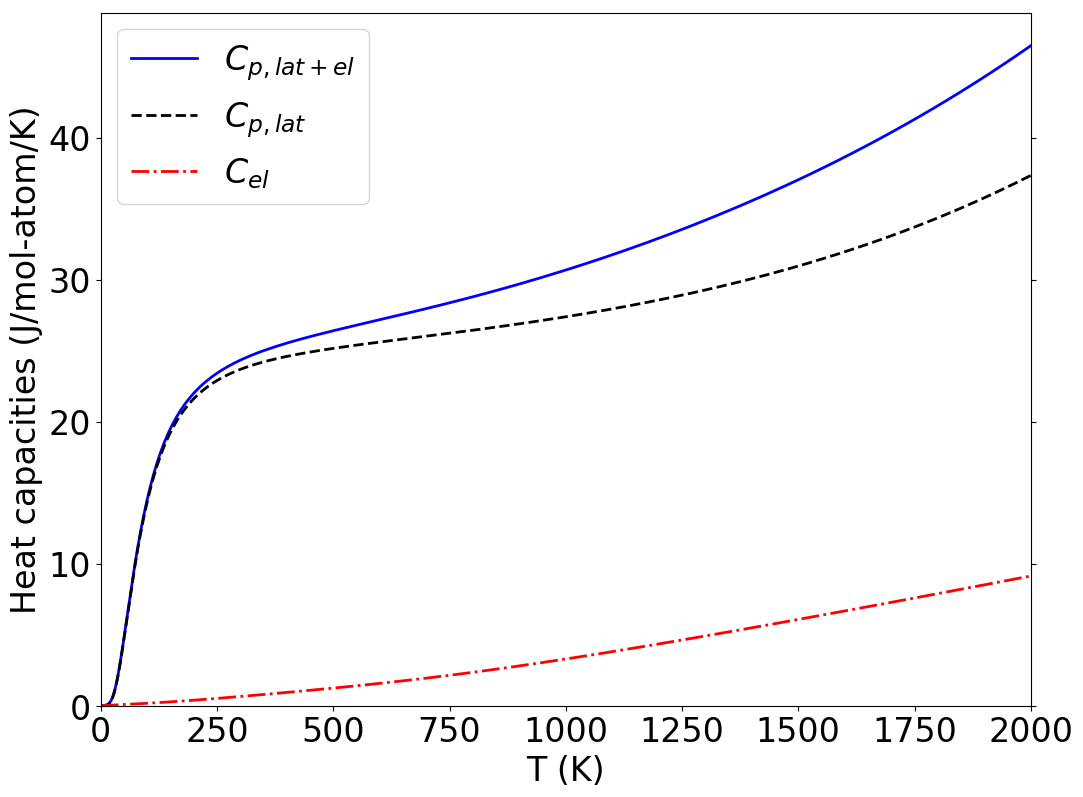 C_{p, lat + el}
C_{p, lat}
C_{el}
Heat capacities (J/mol-atom/K)
40
30
20
10
0
0 250 500 750 1000 1250 1500 1750 2000
T (K)